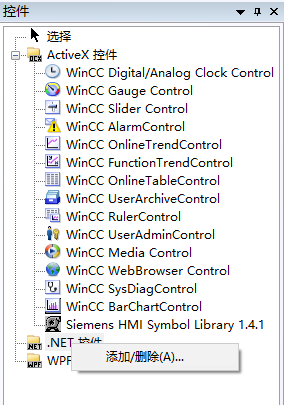 控件
选择
ActiveX 控件
WinCC Digital/Analog Clock Control
WinCC Gauge Control
WinCC Slider Control
WinCC AlarmControl
WinCC OnlineTrendControl
WinCC FunctionTrendControl
WinCC OnlineTableControl
WinCC UserArchiveControl
WinCC RulerControl
WinCC UserAdminControl
WinCC Media Control
WinCC WebBrowser Control
WinCC SysDiagControl
WinCC BarChartControl
Siemens HMI Symbol Library 1.4.1
.NET 控件
WPF
添加/删除(A)...